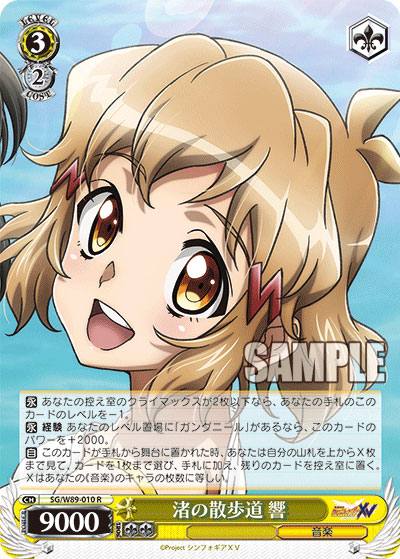 LEVEL
3
2
COST
SAMPLE
永 あなたの控え室のクライマックスが2枚以下なら、あなたの手札のこの
カードのレベルを-1。
永 経験 あなたのレベル置場に「ガングニール」があるなら、このカードの
パワーを+2000。
自 このカードが手札から舞台に置かれた時、あなたは自分の山札を上からX枚
まで見て、カードを1枚まで選び、手札に加え、残りのカードを控え室に置く。
Xはあなたの《音楽》のキャラの枚数に等しい。
CH SG/W89-010 R
渚の散歩道 響
POWER
9000
SOUL
XV
音楽
©Project シンフォギアXV